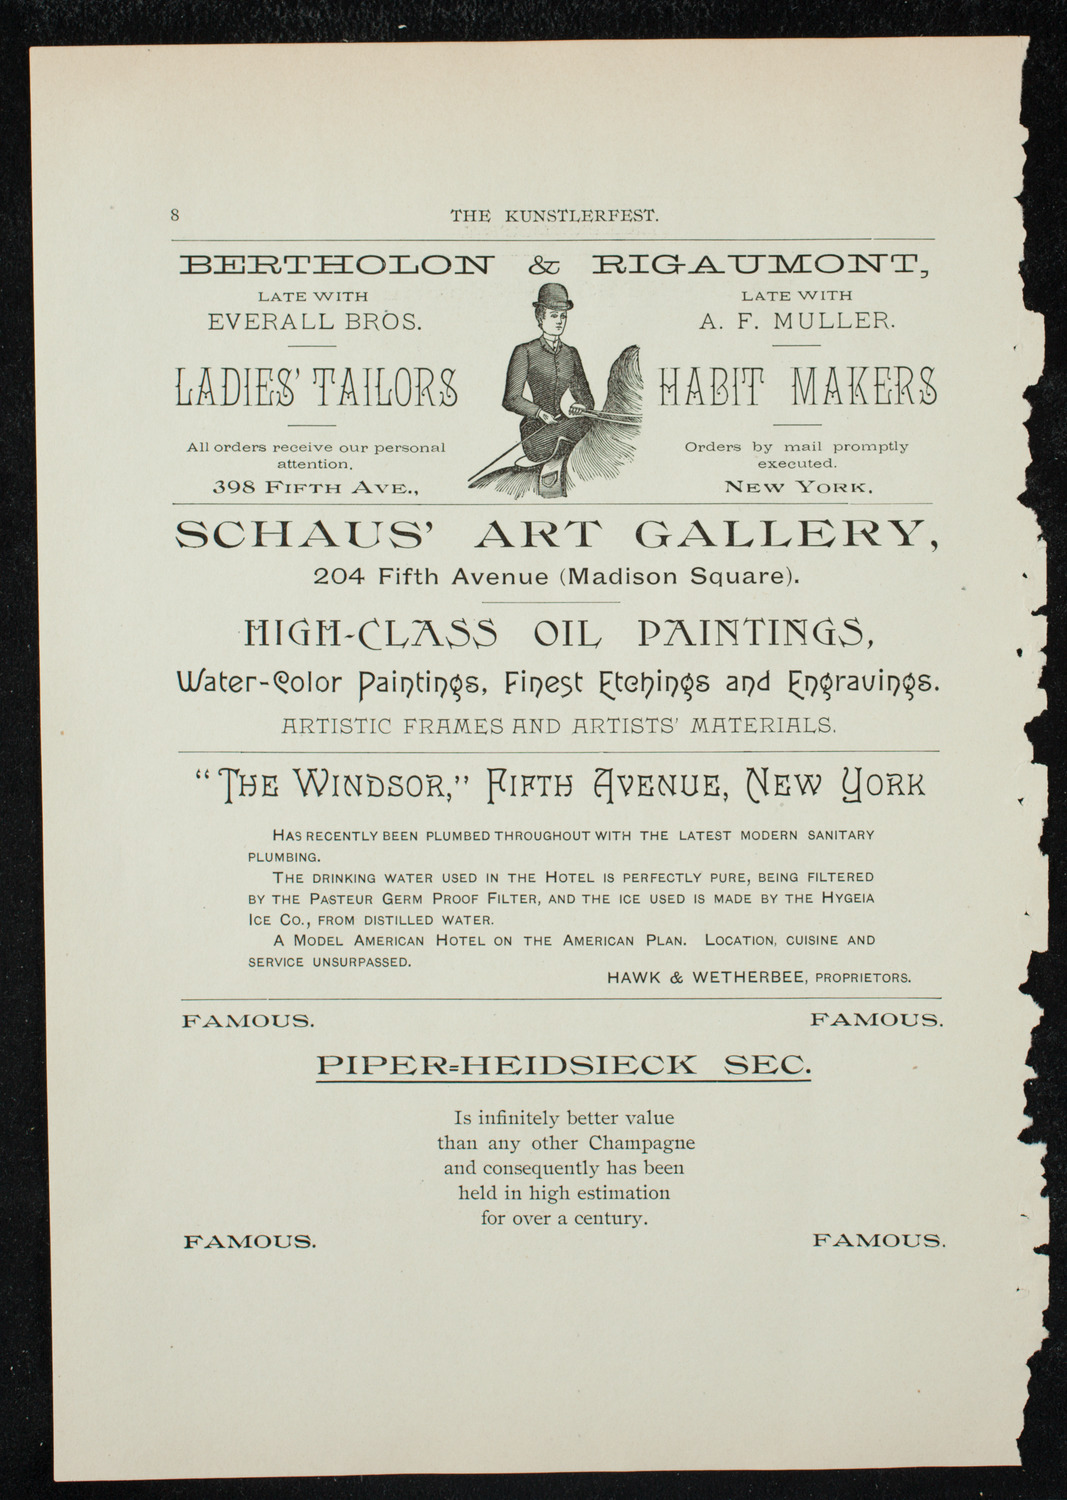 8
THE KUNSTLERFEST.
BERTHOLON & RIGAUMONT,
LATE WITH
EVERALL BROS.
LADIES' TAILORS
All orders receive our personal
attention.
398 FIFTH AVE.,
LATE WITH
A. F. MULLER.
HABIT MAKERS
Orders by mail promptly
executed.
NEW YORK.
SCHAUS' ART GALLERY,
204 Fifth Avenue (Madison Square).
HIGH-CLASS OIL PAINTINGS,
Water-Color Paintings, Finest Etchings and Engravings.
ARTISTIC FRAMES AND ARTISTS' MATERIALS.
"THE WINDSOR," FIFTH AVENUE, NEW YORK
HAS RECENTLY BEEN PLUMBED THROUGHOUT WITH THE LATEST MODERN SANITARY
PLUMBING.
THE DRINKING WATER USED IN THE HOTEL IS PERFECTLY PURE, BEING FILTERED
BY THE PASTEUR GERM PROOF FILTER, AND THE ICE USED IS MADE BY THE HYGEIA
ICE CO., FROM DISTILLED WATER.
A MODEL AMERICAN HOTEL ON THE AMERICAN PLAN. LOCATION, CUISINE AND
SERVICE UNSURPASSED.
HAWK & WETHERBEE, PROPRIETORS.
FAMOUS. FAMOUS.
PIPER=HEIDSIECK SEC.
Is infinitely better value
than any other Champagne
and consequently has been
held in high estimation
for over a century.
FAMOUS. FAMOUS.